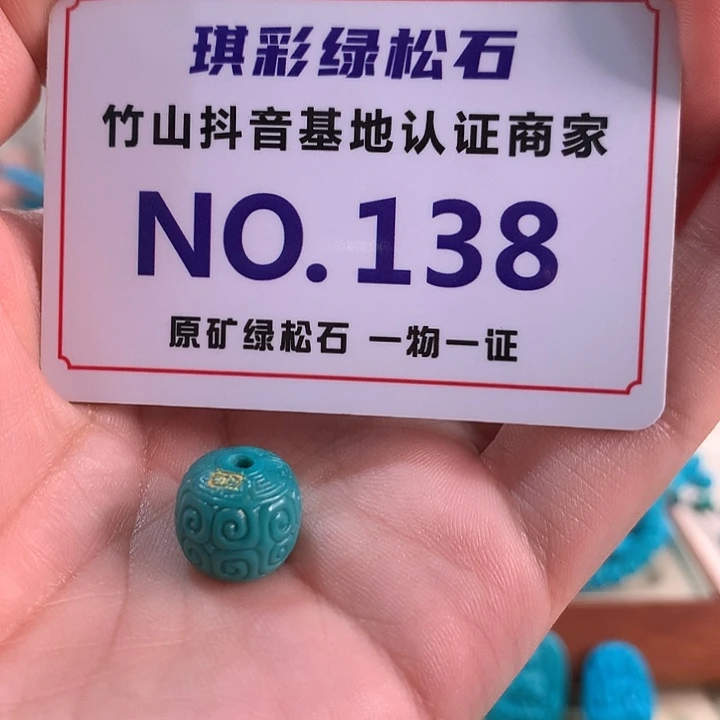 琪彩绿松石
竹山抖音基地认证商家
NO.138
原矿绿松石 一物一证